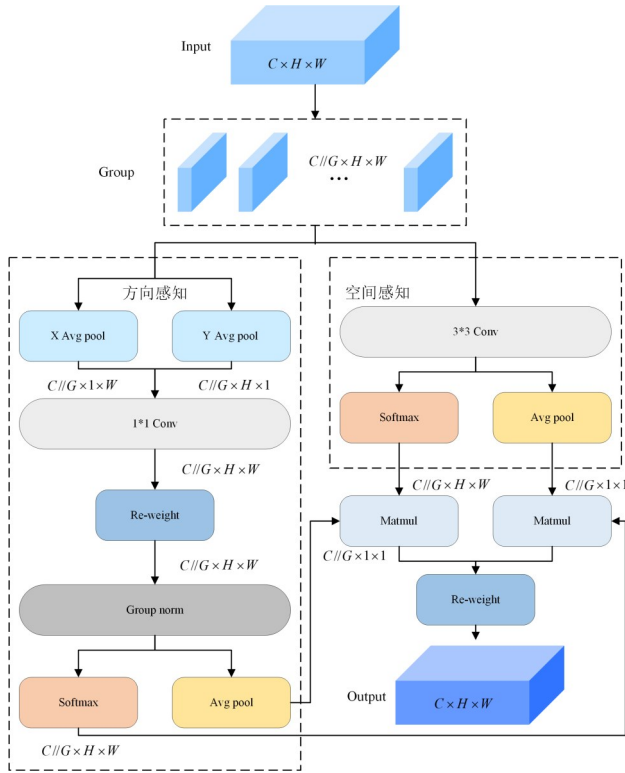 Input
C×H×W
Group
C//G×H×W
...
方向感知
X Avg pool
Y Avg pool
C//G×1×W
C//G×H×1
1*1 Conv
C//G×H×W
Re-weight
C//G×H×W
Group norm
Softmax
Avg pool
C//G×H×W
空间感知
3*3 Conv
Softmax
Avg pool
C//G×H×W
C//G×1×1
Matmul
Matmul
C//G×1×1
Re-weight
Output
C×H×W